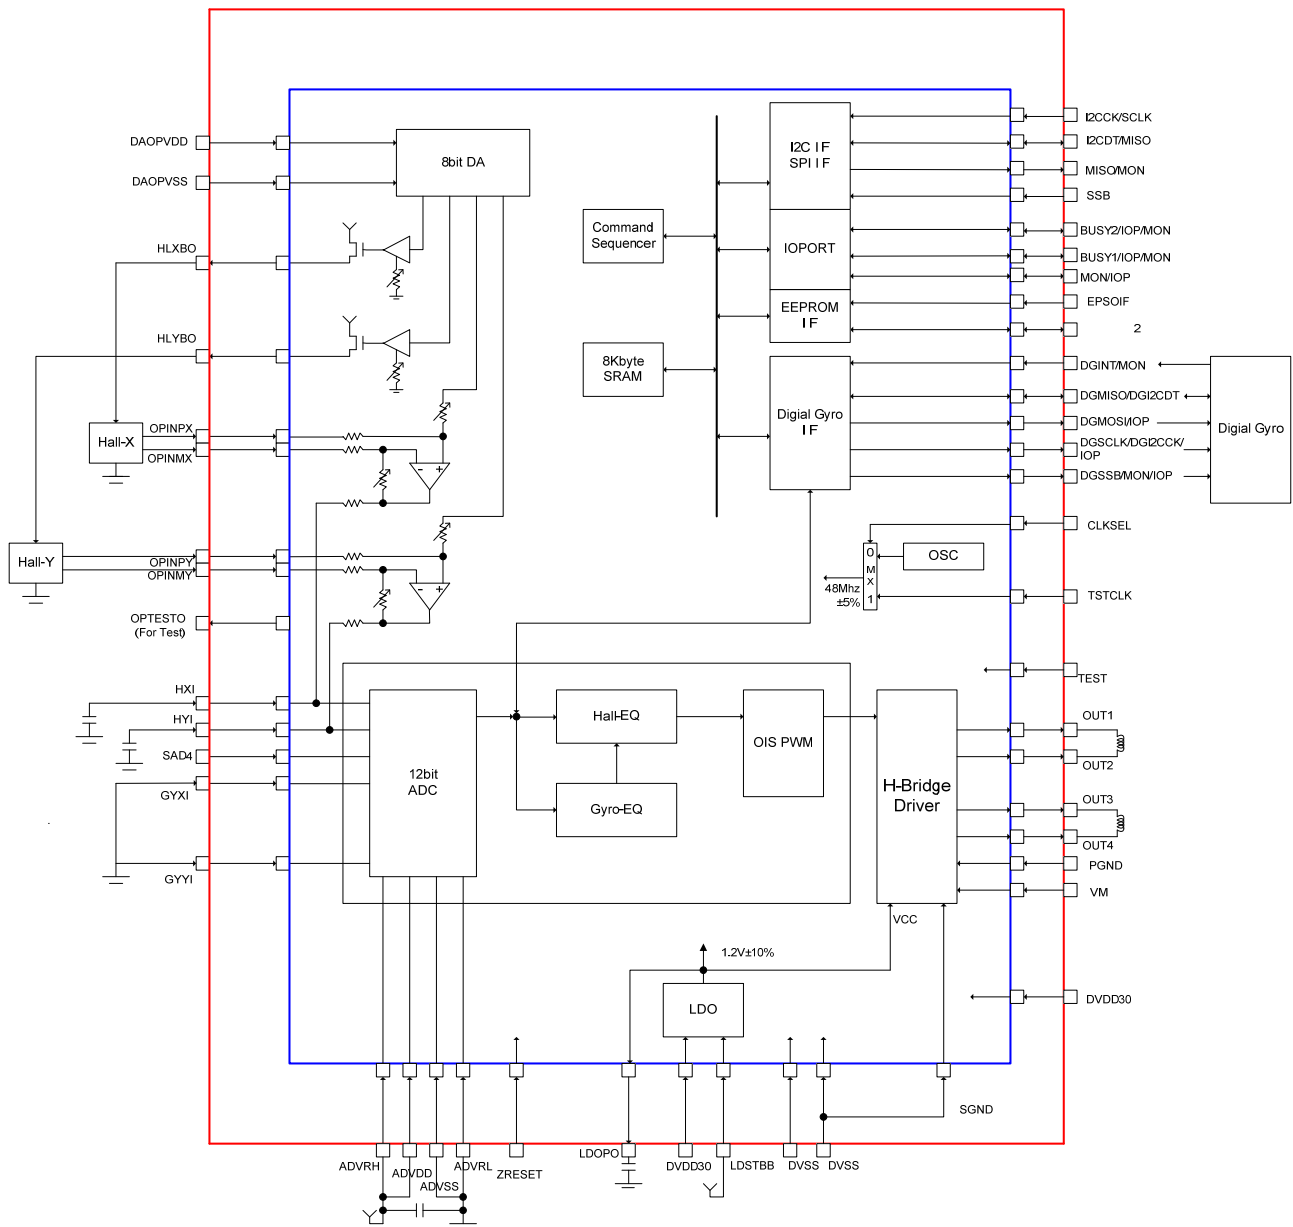 DAOPVDD
DAOPVSS
HLXBO
HLYBO
8bit DA
Hall-X
OPINPX
OPINMX
- +
Hall-Y
OPINPY
OPINMY
- +
OPTESTO
(For Test)
HXI
HYI
SAD4
GYXI
GYYI
12bit
ADC
Hall-EQ
Gyro-EQ
OIS PWM
H-Bridge
Driver
VCC
Command
Sequencer
8Kbyte
SRAM
I2C IF
SPI IF
IOPORT
EEPROM
IF
Digial Gyro
IF
OSC
0
M
X
1
48Mhz
±5%
I2CCK/SCLK
I2CDT/MISO
MISO/MON
SSB
BUSY2/IOP/MON
BUSY1/IOP/MON
MON/IOP
EPSOIF
2
DGINT/MON
DGMISO/DGI2CDT
DGMOSI/IOP
DGSCLK/DGI2CCK/
IOP
DGSSB/MON/IOP
Digial Gyro
CLKSEL
TSTCLK
TEST
OUT1
OUT2
OUT3
OUT4
PGND
VM
DVDD30
1.2V±10%
LDO
SGND
ADVRH
ADVDD
ADVSS
ADVRL
ZRESET
LDOPO
DVDD30
LDSTBB
DVSS
DVSS